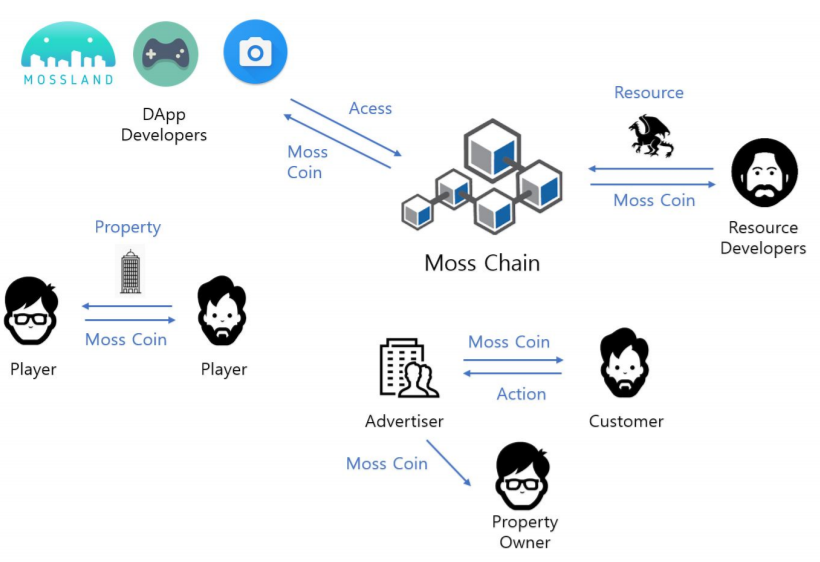 MOSSLAND
DApp
Developers
Acess
Moss
Coin
Resource
Moss Coin
Resource
Developers
Moss Chain
Property
Moss Coin
Player
Player
Moss Coin
Action
Advertiser
Customer
Moss Coin
Property
Owner